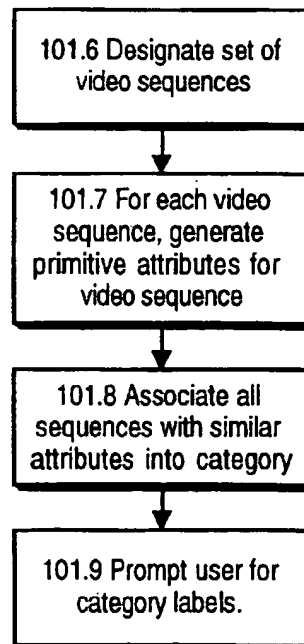 101.6 Designate set of
video sequences
101.7 For each video
sequence, generate
primitive attributes for
video sequence
101.8 Associate all
sequences with similar
attributes into category
101.9 Prompt user for
category labels.